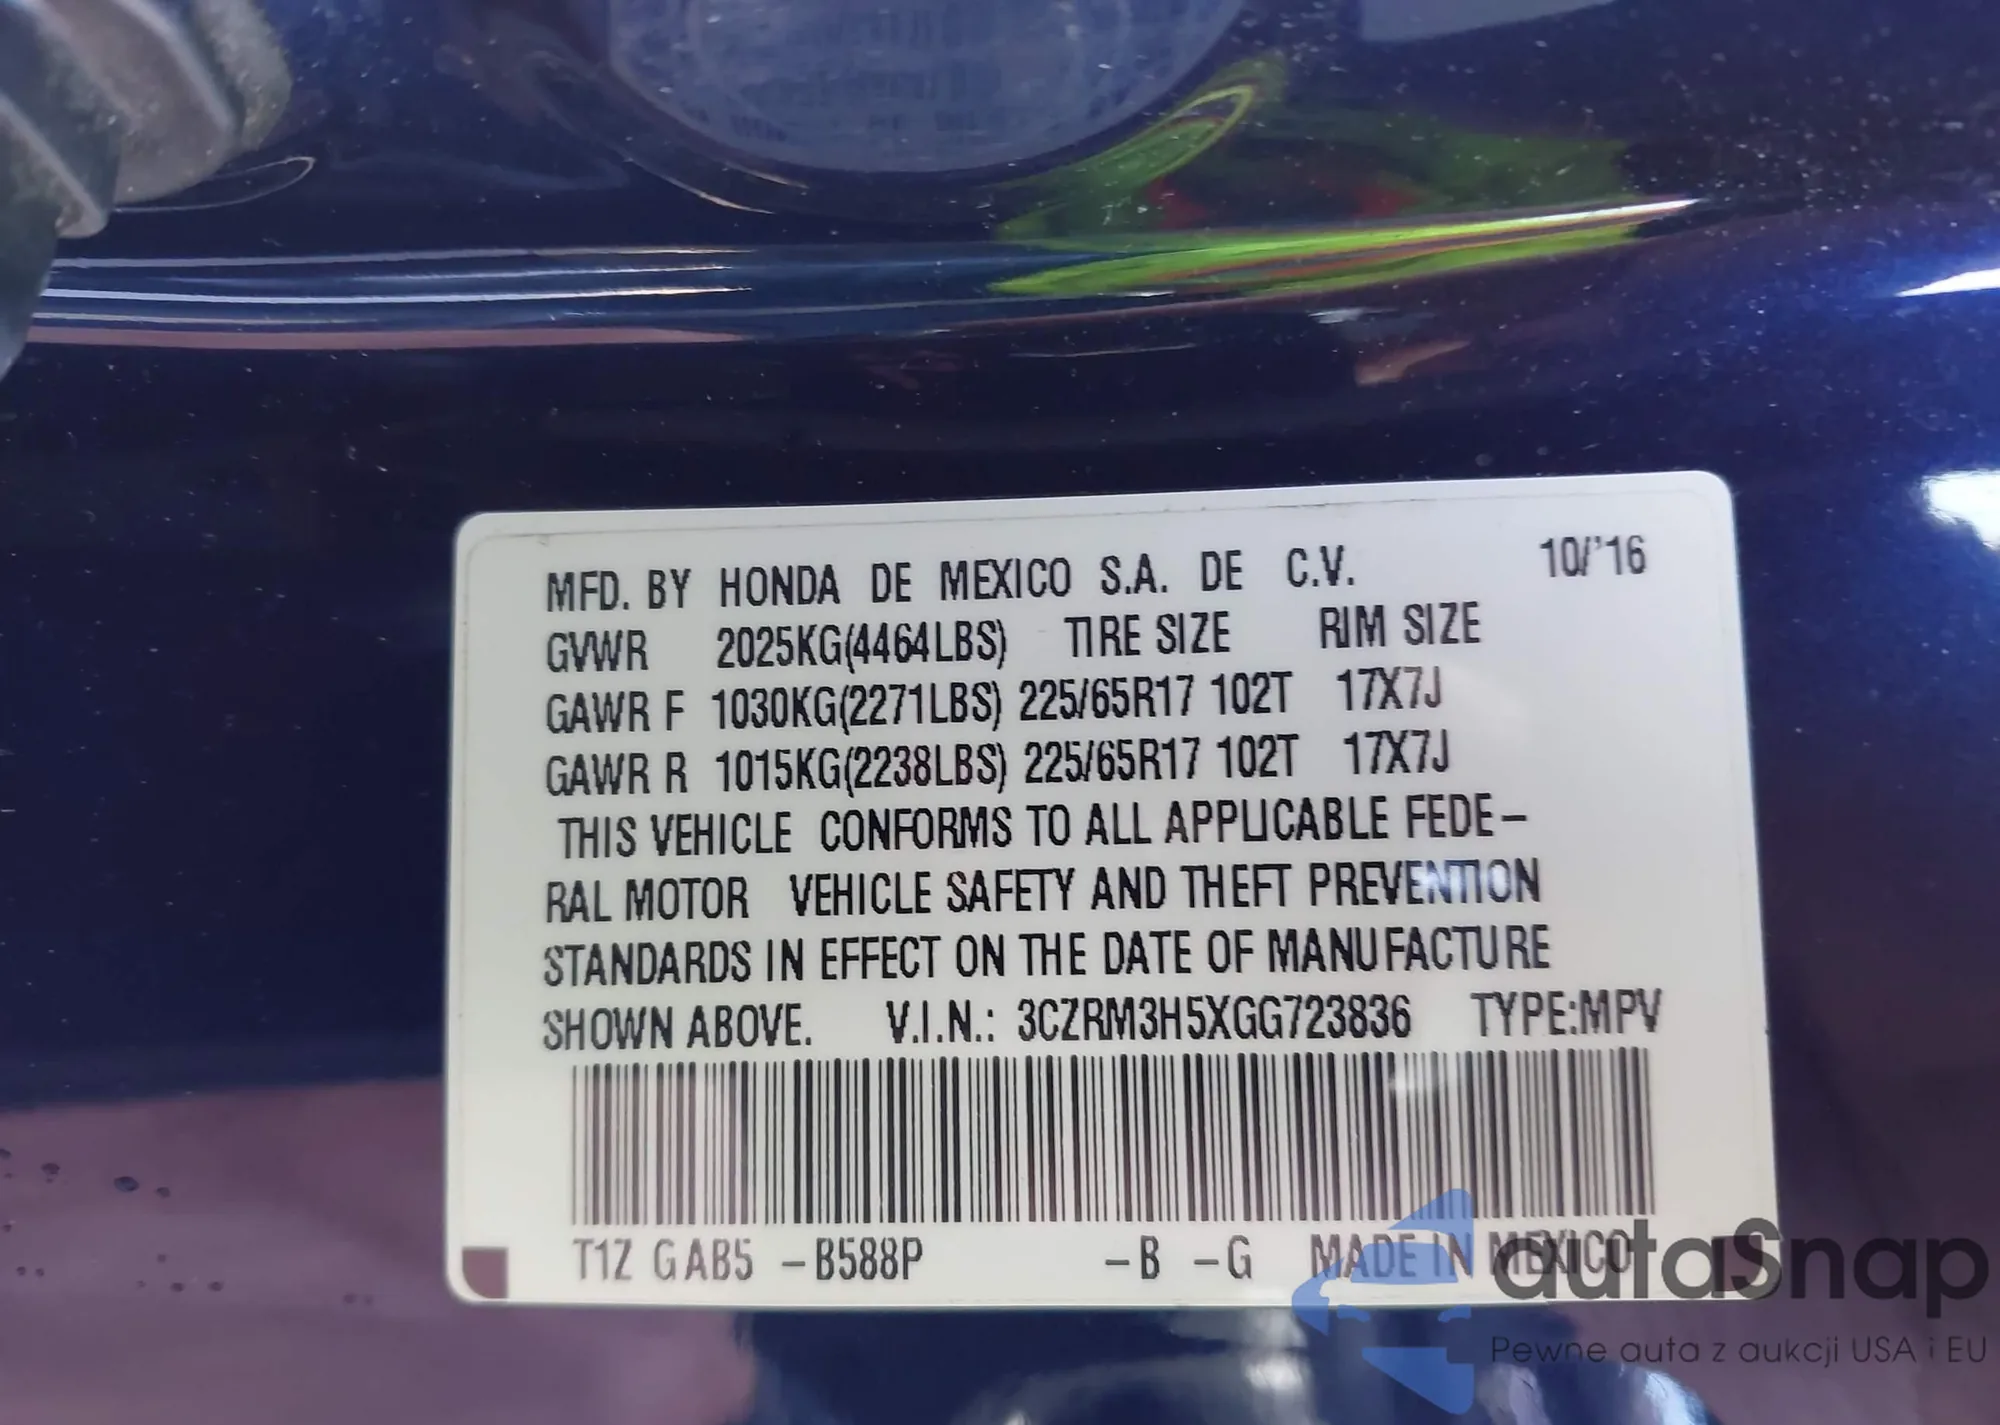 MFD. BY HONDA DE MEXICO S.A. DE C.V. 10/'16
GVWR 2025KG(4464LBS) TIRE SIZE RIM SIZE
GAWR F 1030KG(2271LBS) 225/65R17 102T 17X7J
GAWR R 1015KG(2238LBS) 225/65R17 102T 17X7J
THIS VEHICLE CONFORMS TO ALL APPLICABLE FEDE-
RAL MOTOR VEHICLE SAFETY AND THEFT PREVENTION
STANDARDS IN EFFECT ON THE DATE OF MANUFACTURE
SHOWN ABOVE. V.I.N.: 3CZRM3H5XGG723836 TYPE:MPV
T1Z GAB5 -B588P -B -G MADE IN MEXICO
autaSnap
Pewne auta z aukcji USA i EU